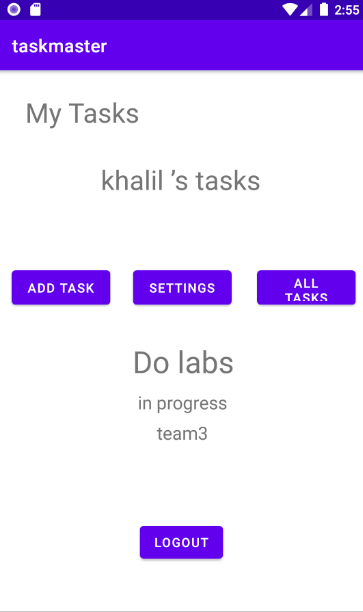 2:55
taskmaster
My Tasks
khalil ’s tasks
ADD TASK
SETTINGS
ALL
TASKS
Do labs
in progress
team3
LOGOUT